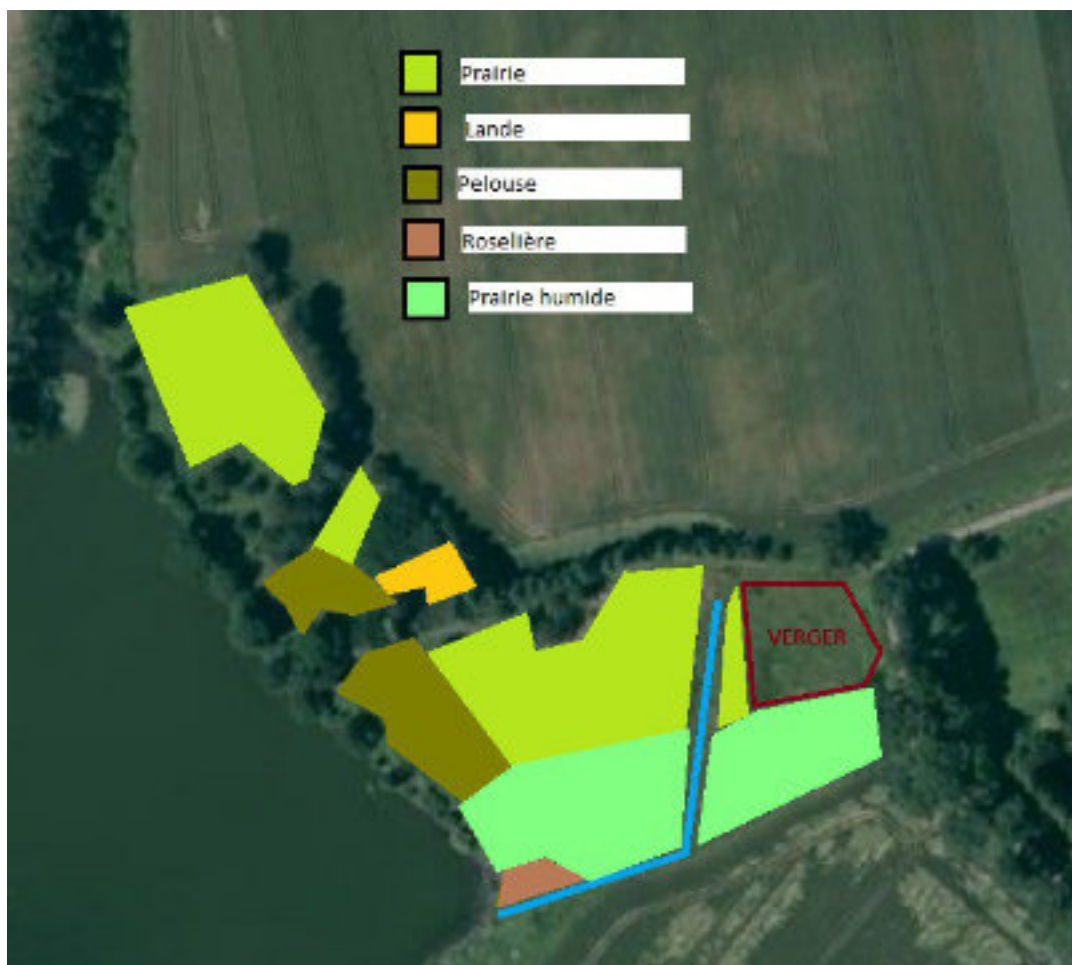 Prairie
Lande
Pelouse
Roselière
Prairie humide
VERGER